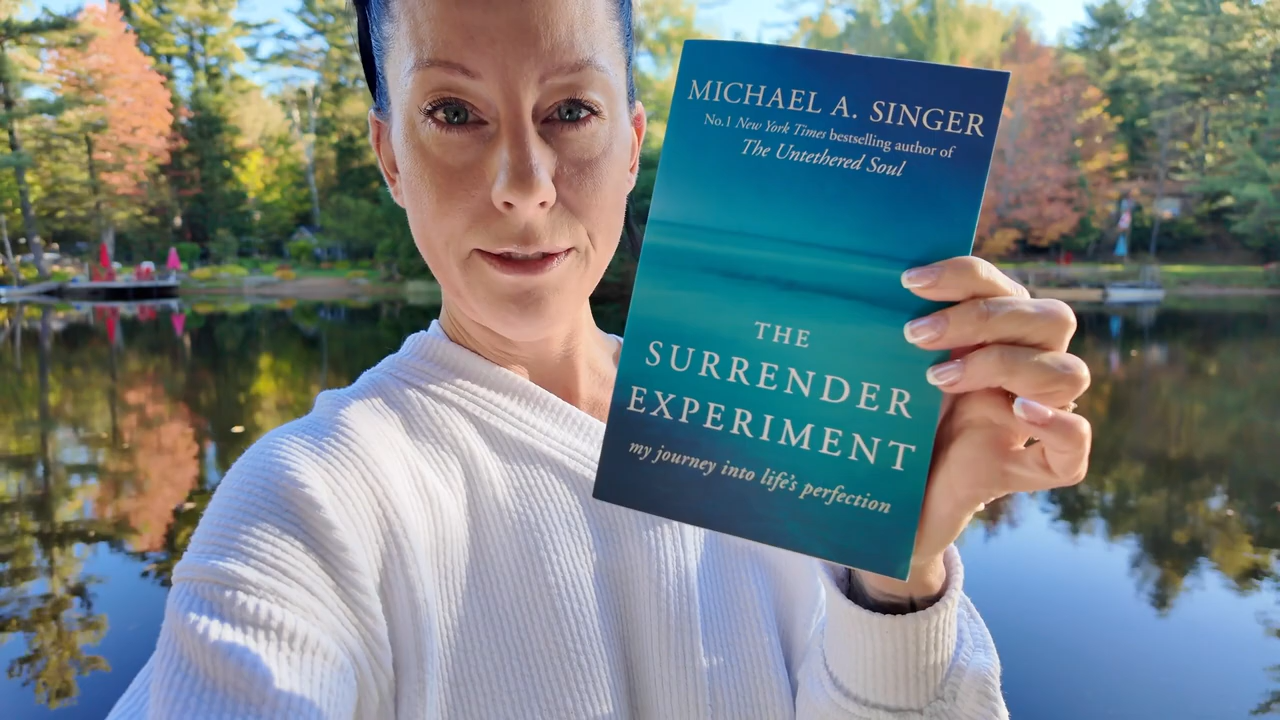 MICHAEL A. SINGER
No.1 New York Times bestselling author of
The Untethered Soul
THE
SURRENDER
EXPERIMENT
my journey into life's perfection